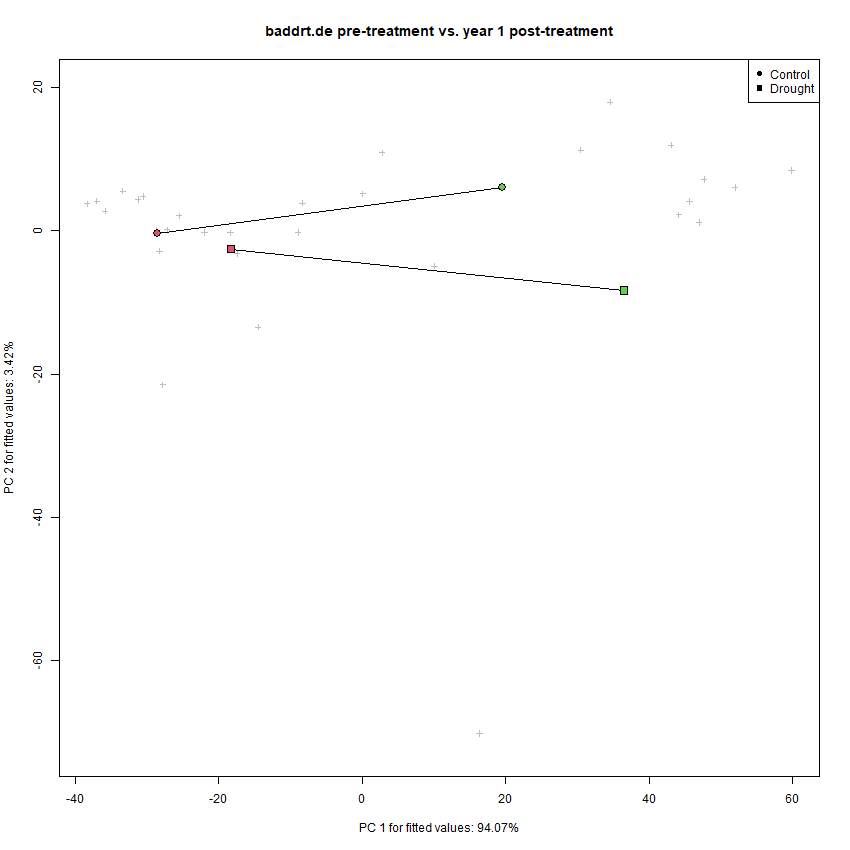 baddrt.de pre-treatment vs. year 1 post-treatment
Control
Drought
20
0
-20
-40
-60
PC 2 for fitted values: 3.42%
-40
-20
0
20
40
60
PC 1 for fitted values: 94.07%